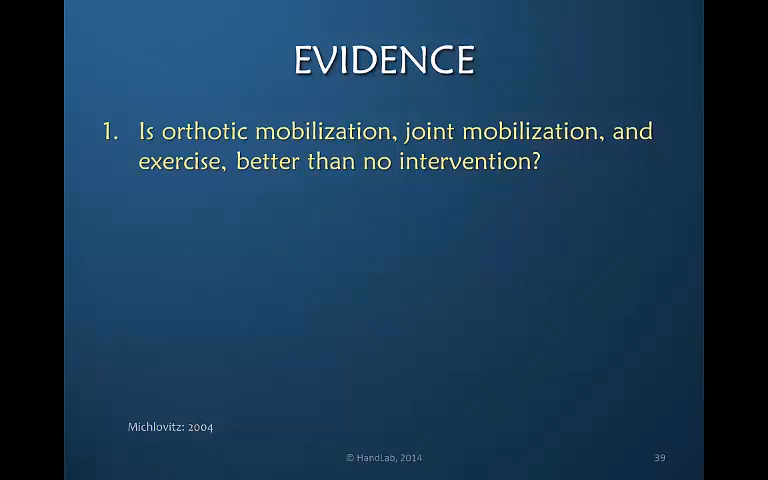 EVIDENCE
1. Is orthotic mobilization, joint mobilization, and
exercise, better than no intervention?
Michlovitz: 2004
© HandLab, 2014
39